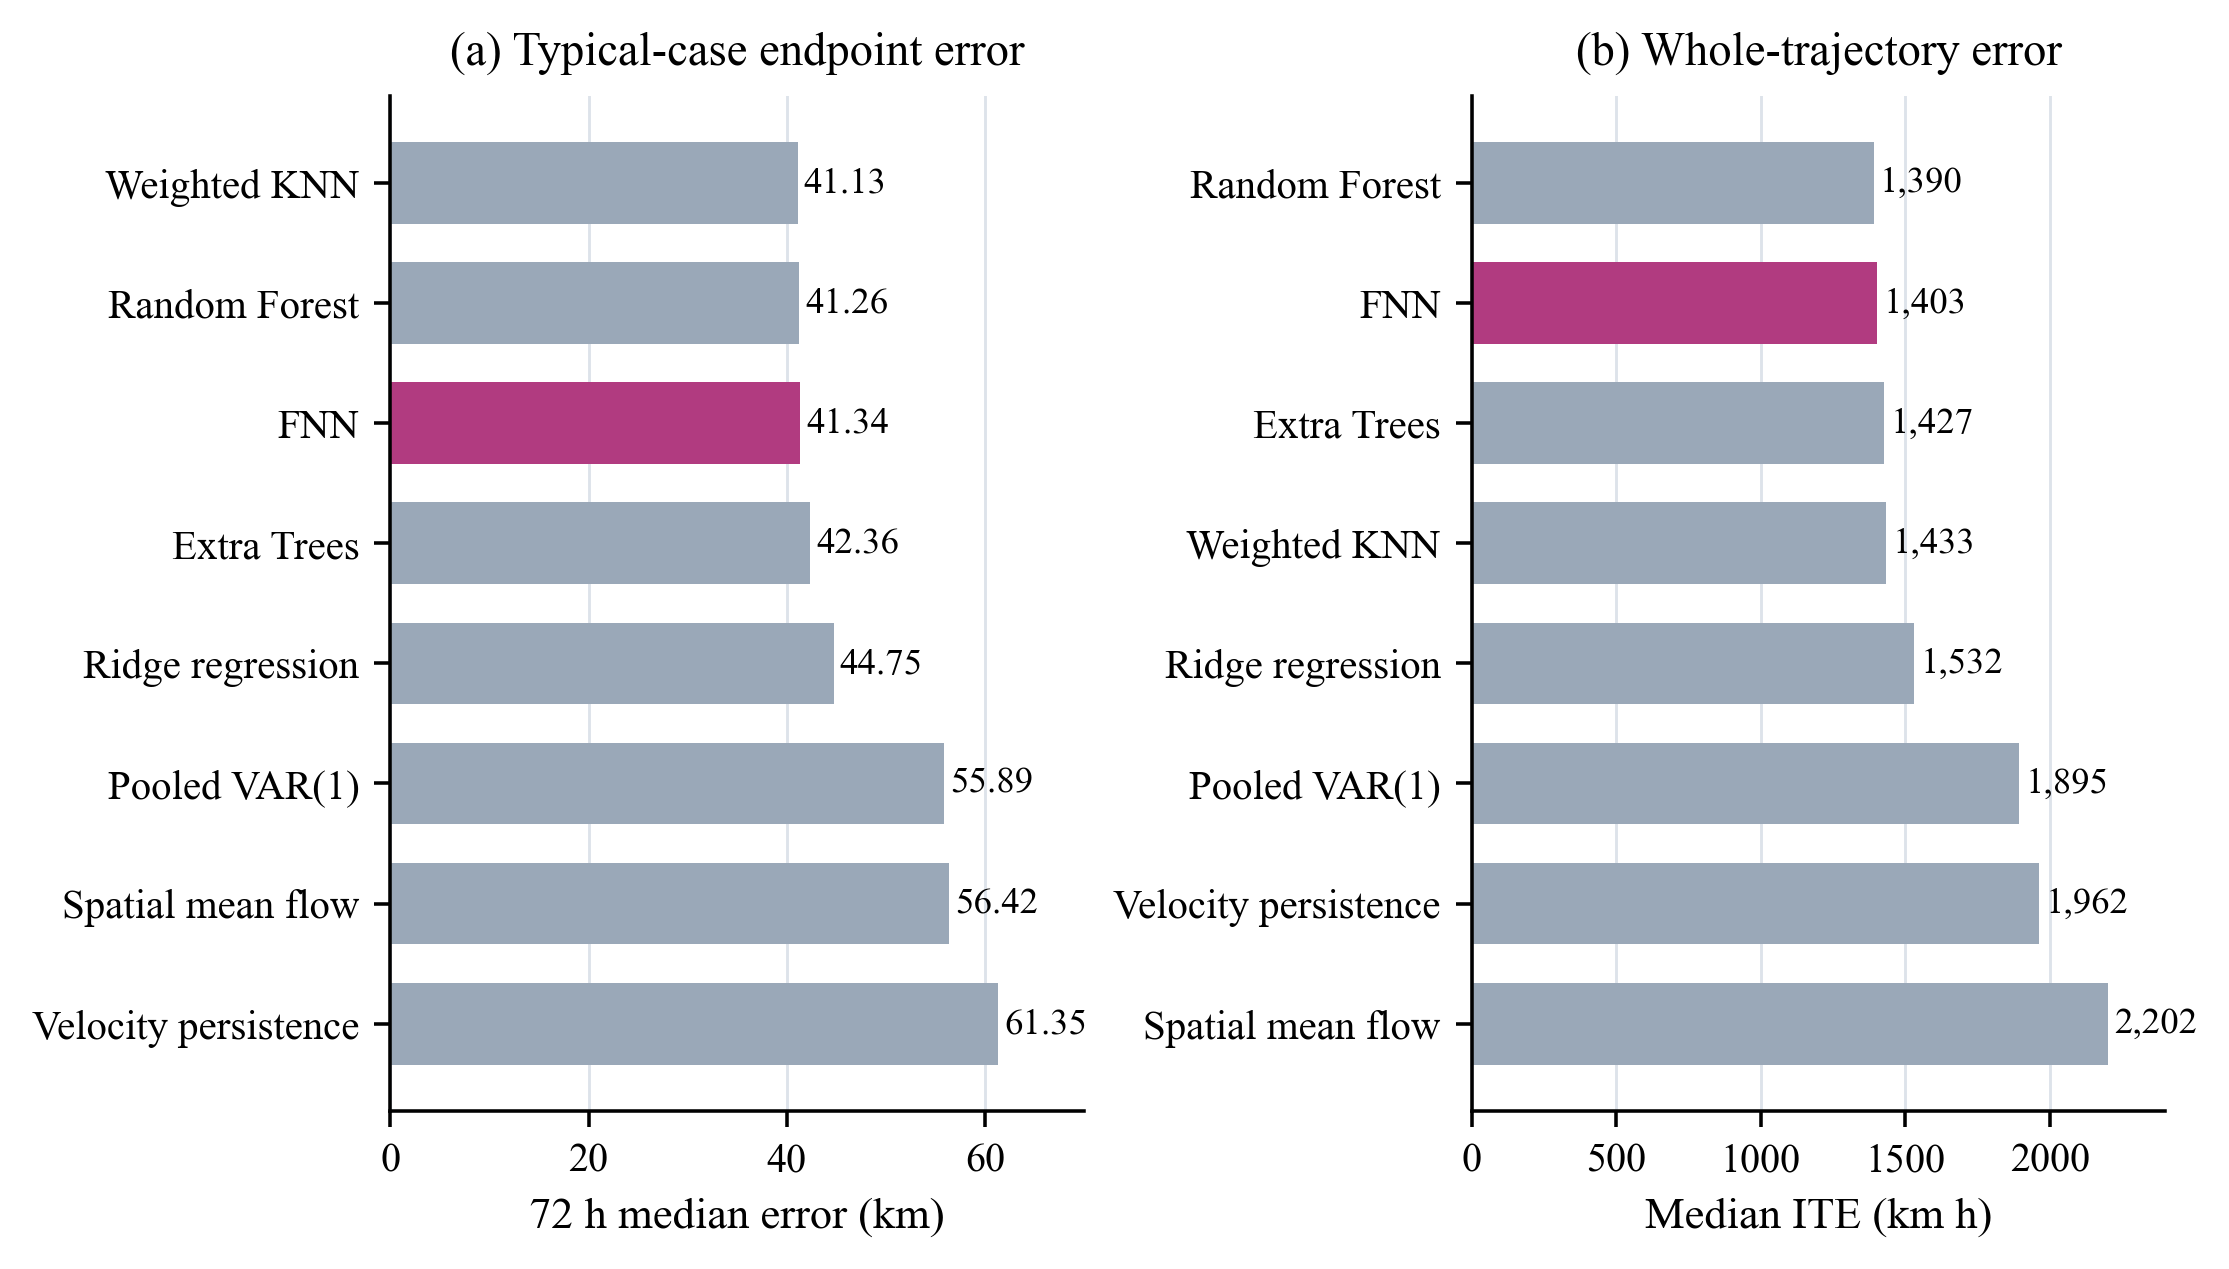 (a) Typical-case endpoint error
Weighted KNN 41.13
Random Forest 41.26
FNN 41.34
Extra Trees 42.36
Ridge regression 44.75
Pooled VAR(1) 55.89
Spatial mean flow 56.42
Velocity persistence 61.35
0 20 40 60
72 h median error (km)
(b) Whole-trajectory error
Random Forest 1,390
FNN 1,403
Extra Trees 1,427
Weighted KNN 1,433
Ridge regression 1,532
Pooled VAR(1) 1,895
Velocity persistence 1,962
Spatial mean flow 2,202
0 500 1000 1500 2000
Median ITE (km h)